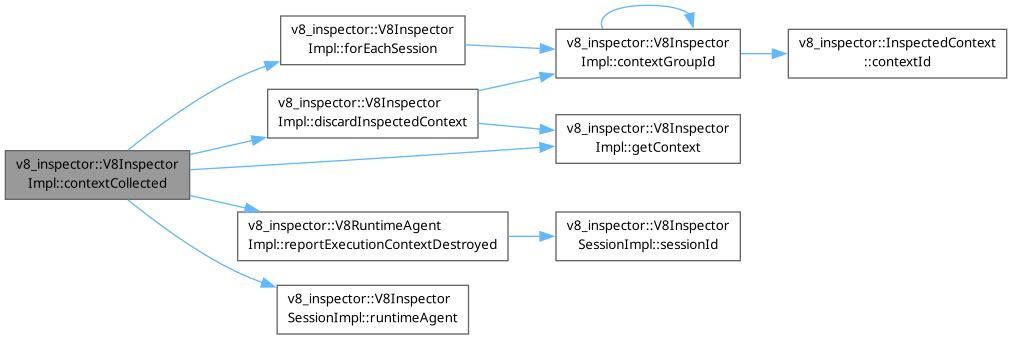 v8_inspector::V8Inspector
Impl::contextCollected
v8_inspector::V8Inspector
Impl::forEachSession
v8_inspector::V8Inspector
Impl::discardInspectedContext
v8_inspector::V8RuntimeAgent
Impl::reportExecutionContextDestroyed
v8_inspector::V8Inspector
SessionImpl::runtimeAgent
v8_inspector::V8Inspector
Impl::contextGroupId
v8_inspector::V8Inspector
Impl::getContext
v8_inspector::V8Inspector
SessionImpl::sessionId
v8_inspector::InspectedContext
::contextId